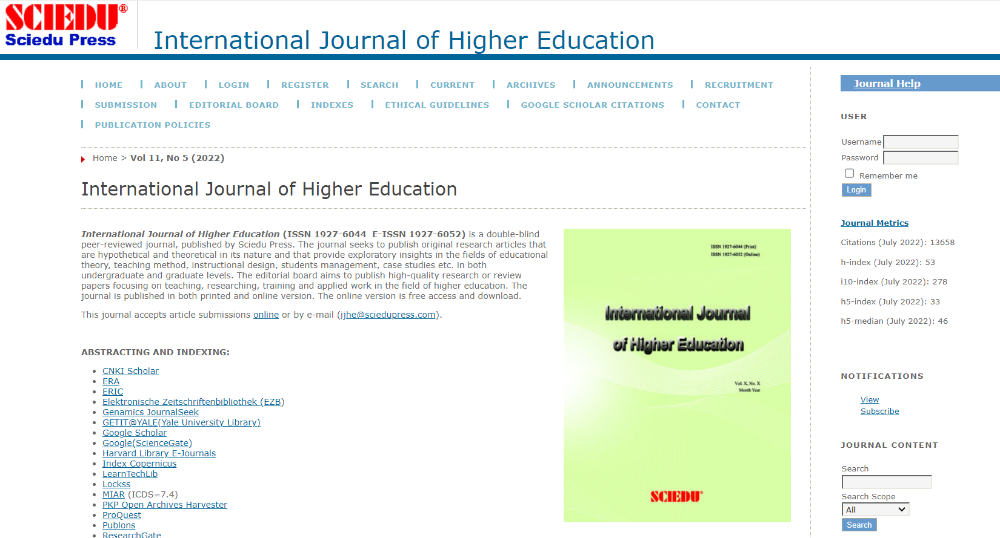 SCIEDU®
Sciedu Press
International Journal of Higher Education
HOME ABOUT LOGIN REGISTER SEARCH CURRENT ARCHIVES ANNOUNCEMENTS RECRUITMENT
SUBMISSION EDITORIAL BOARD INDEXES ETHICAL GUIDELINES GOOGLE SCHOLAR CITATIONS CONTACT
PUBLICATION POLICIES
Home > Vol 11, No 5 (2022)
International Journal of Higher Education
International Journal of Higher Education (ISSN 1927-6044 E-ISSN 1927-6052) is a double-blind
peer-reviewed journal, published by Sciedu Press. The journal seeks to publish original research articles that
are hypothetical and theoretical in its nature and that provide exploratory insights in the fields of educational
theory, teaching method, instructional design, students management, case studies etc. in both
undergraduate and graduate levels. The editorial board aims to publish high-quality research or review
papers focusing on teaching, researching, training and applied work in the field of higher education. The
journal is published in both printed and online version. The online version is free access and download.
This journal accepts article submissions online or by e-mail (ijhe@sciedupress.com).
ABSTRACTING AND INDEXING:
CNKI Scholar
ERA
ERIC
Elektronische Zeitschriftenbibliothek (EZB)
Genamics JournalSeek
GETIT@YALE(Yale University Library)
Google Scholar
Google(ScienceGate)
Harvard Library E-Journals
Index Copernicus
LearnTechLib
Lockss
MIAR (ICDS=7.4)
PKP Open Archives Harvester
ProQuest
Publons
ResearchGate
ISSN 1927-6044 (Print)
ISSN 1927-6052 (Online)
International Journal
of Higher Education
Vol. X, No. X
Month Year
SCIEDU®
Journal Help
USER
Username
Password
Remember me
Login
Journal Metrics
Citations (July 2022): 13658
h-index (July 2022): 53
i10-index (July 2022): 278
h5-index (July 2022): 33
h5-median (July 2022): 46
NOTIFICATIONS
View
Subscribe
JOURNAL CONTENT
Search
Search Scope
All
Search